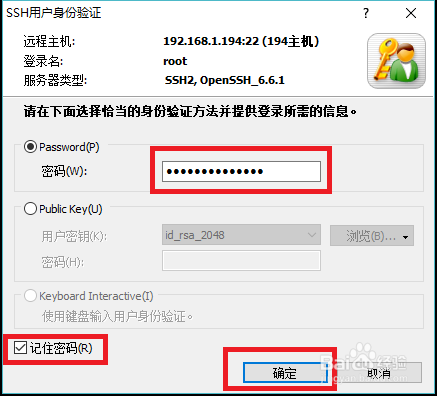 SSH用户身份验证
远程主机: 192.168.1.194:22 (194主机)
登录名: root
服务器类型: SSH2, OpenSSH_6.6.1
请在下面选择恰当的身份验证方法并提供登录所需的信息。
Password(P)
密码(W): ●●●●●●●●●●●●●●
Public Key(U)
用户密钥(K): id_rsa_2048 浏览(B)...
密码(H):
Keyboard Interactive(I)
使用键盘输入用户身份验证。
记住密码(R)
确定 取消
Baidu经验